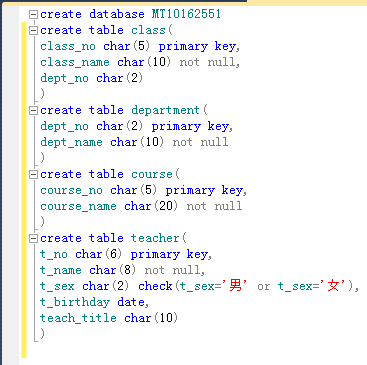 create database MT10162551
create table class(
class_no char(5) primary key,
class_name char(10) not null,
dept_no char(2)
)
create table department(
dept_no char(2) primary key,
dept_name char(10) not null
)
create table course(
course_no char(5) primary key,
course_name char(20) not null
)
create table teacher(
t_no char(6) primary key,
t_name char(8) not null,
t_sex char(2) check(t_sex='男' or t_sex='女'),
t_birthday date,
teach_title char(10)
)